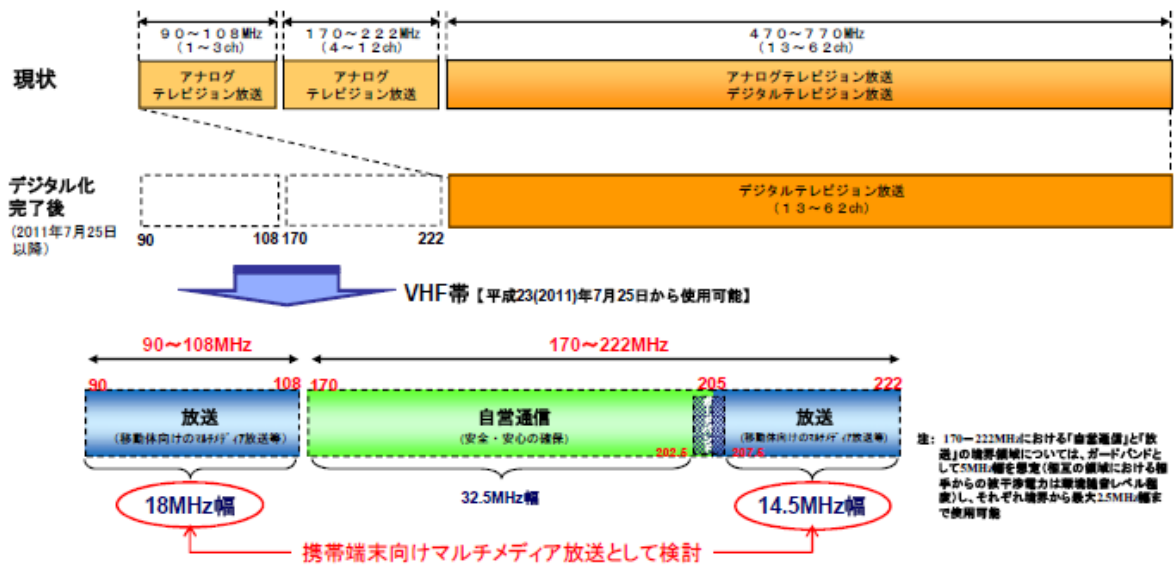 90～108MHz
(1～3ch)
170～222MHz
(4～12ch)
470～770MHz
(13～62ch)
現状
アナログ
テレビジョン放送
アナログ
テレビジョン放送
アナログテレビジョン放送
デジタルテレビジョン放送
デジタル化
完了後
(2011年7月25日
以降)
デジタルテレビジョン放送
(13～62ch)
90
108
170
222
VHF帯【平成23(2011)年7月25日から使用可能】
90～108MHz
170～222MHz
90
108
170
205
222
放送
(移動体向けのマルチメディア放送等)
自営通信
(安全・安心の確保)
放送
(移動体向けのマルチメディア放送等)
202.5
207.5
18MHz幅
32.5MHz幅
14.5MHz幅
携帯端末向けマルチメディア放送として検討
注： 170－222MHzにおける「自営通信」と「放
送」の境界領域については、ガードバンドと
して5MHz幅を想定(相互の領域における相
手からの被干渉電力は環境雑音レベル程
度)し、それぞれ境界から最大2.5MHz幅ま
で使用可能